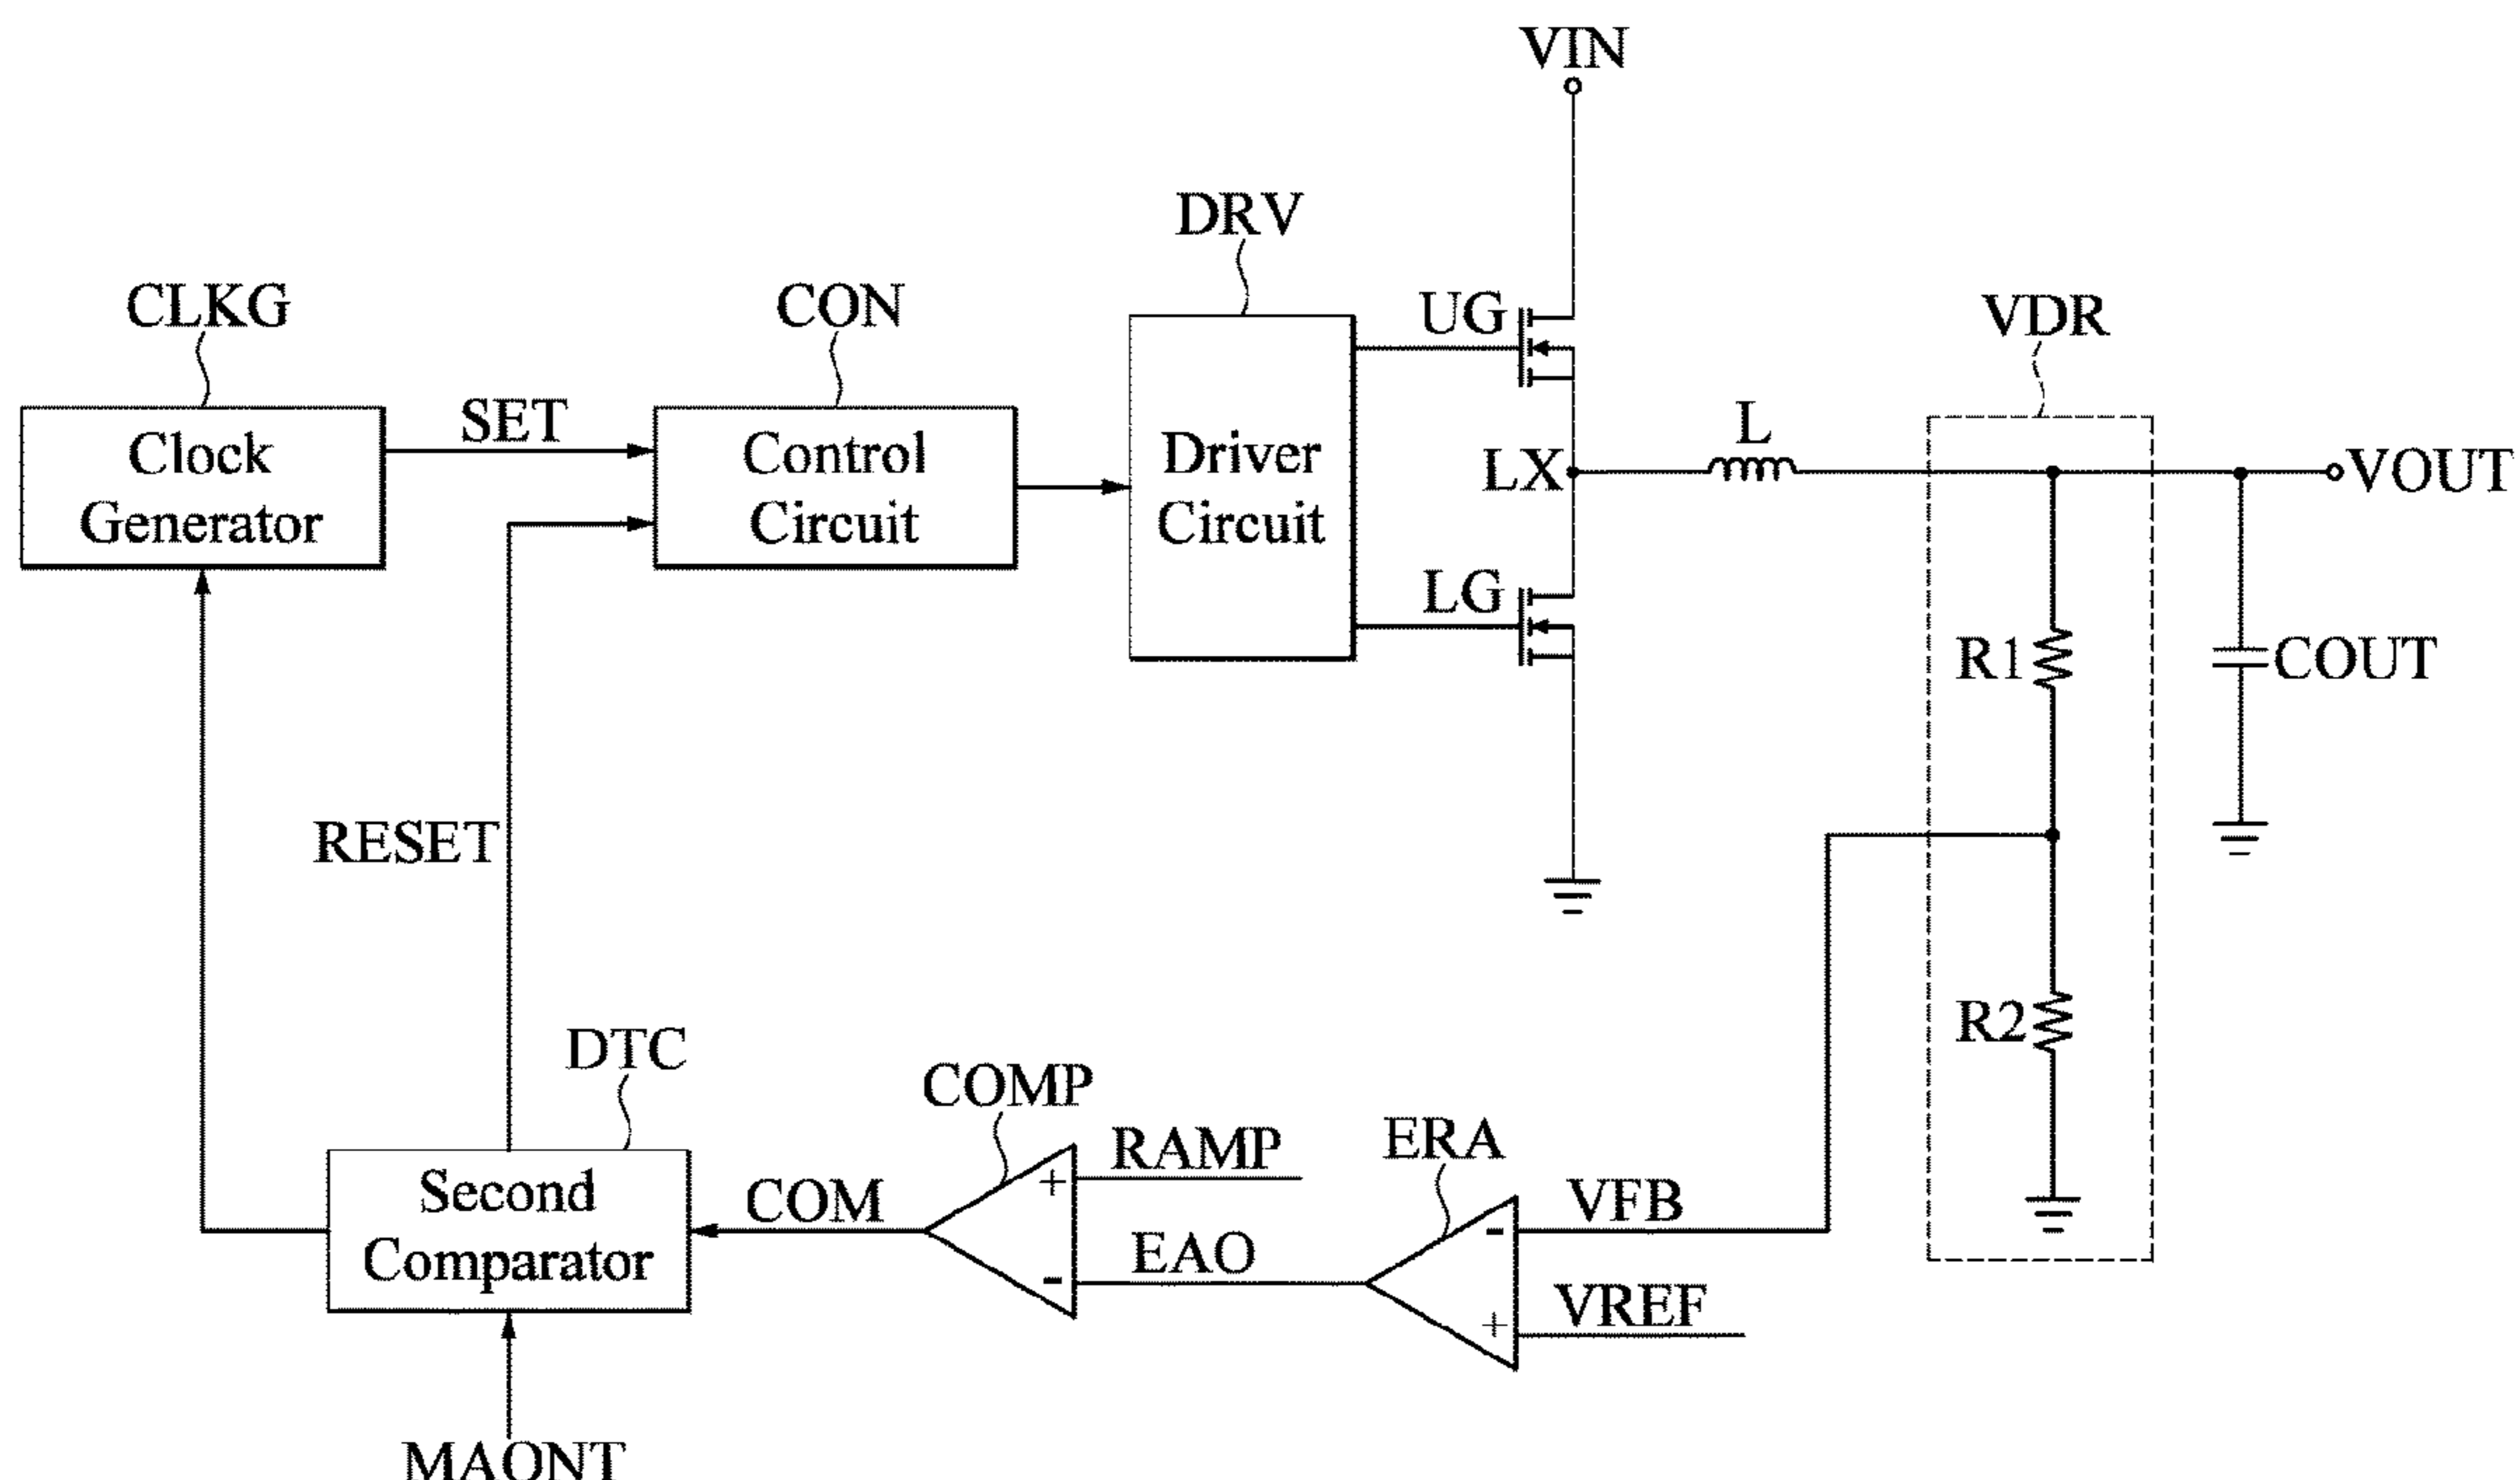 VIN
DRV
CLKG
CON
UG
VDR
SET
Clock
Generator
Control
Circuit
Driver
Circuit
LX
L
VOUT
LG
R1
COUT
RESET
R2
DTC
COMP
ERA
RAMP
Second
Comparator
COM
VFB
EAO
VREF
+
-
-
+
MAONT